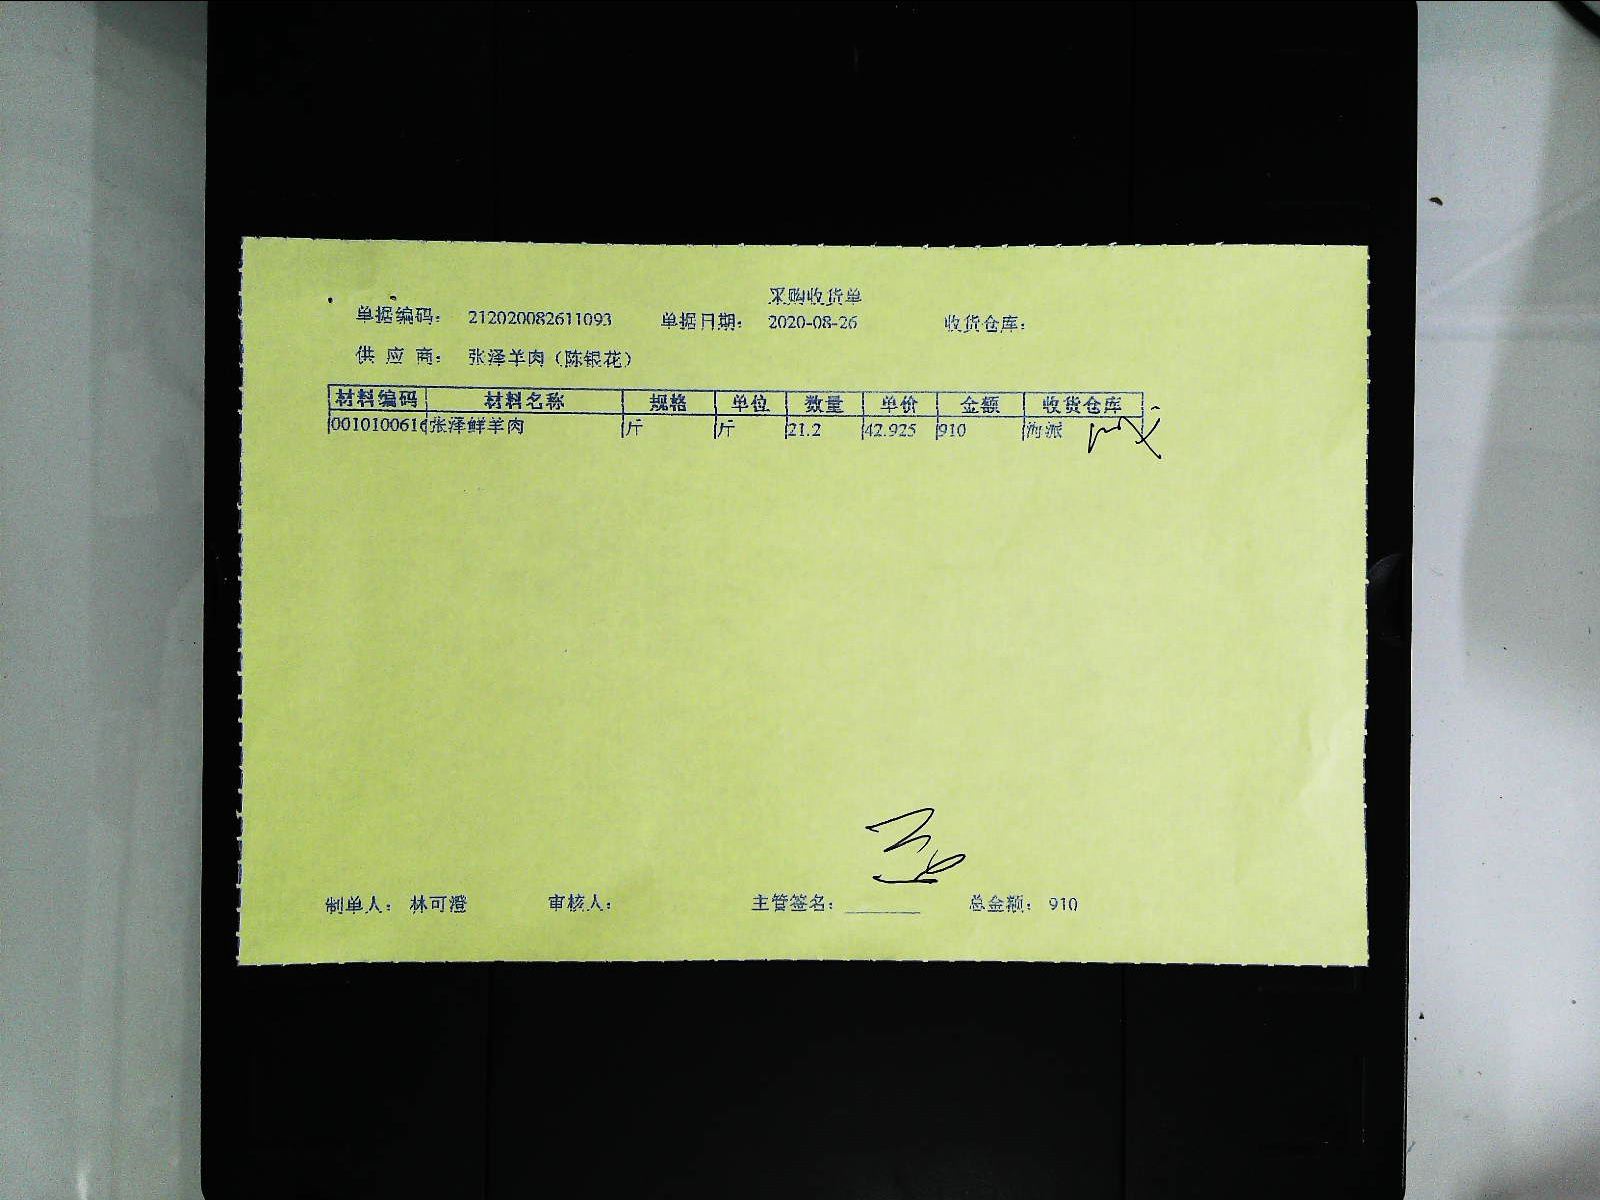 采购收货单
单据编码： 212020082611093 单据日期： 2020-08-26 收货仓库：
供 应 商： 张泽羊肉（陈银花）
材料编码 材料名称 规格 单位 数量 单价 金额 收货仓库
001010061 张泽鲜羊肉 斤 斤 21.2 42.925 910 海派
制单人： 林可澄 审核人： 主管签名： 总金额： 910